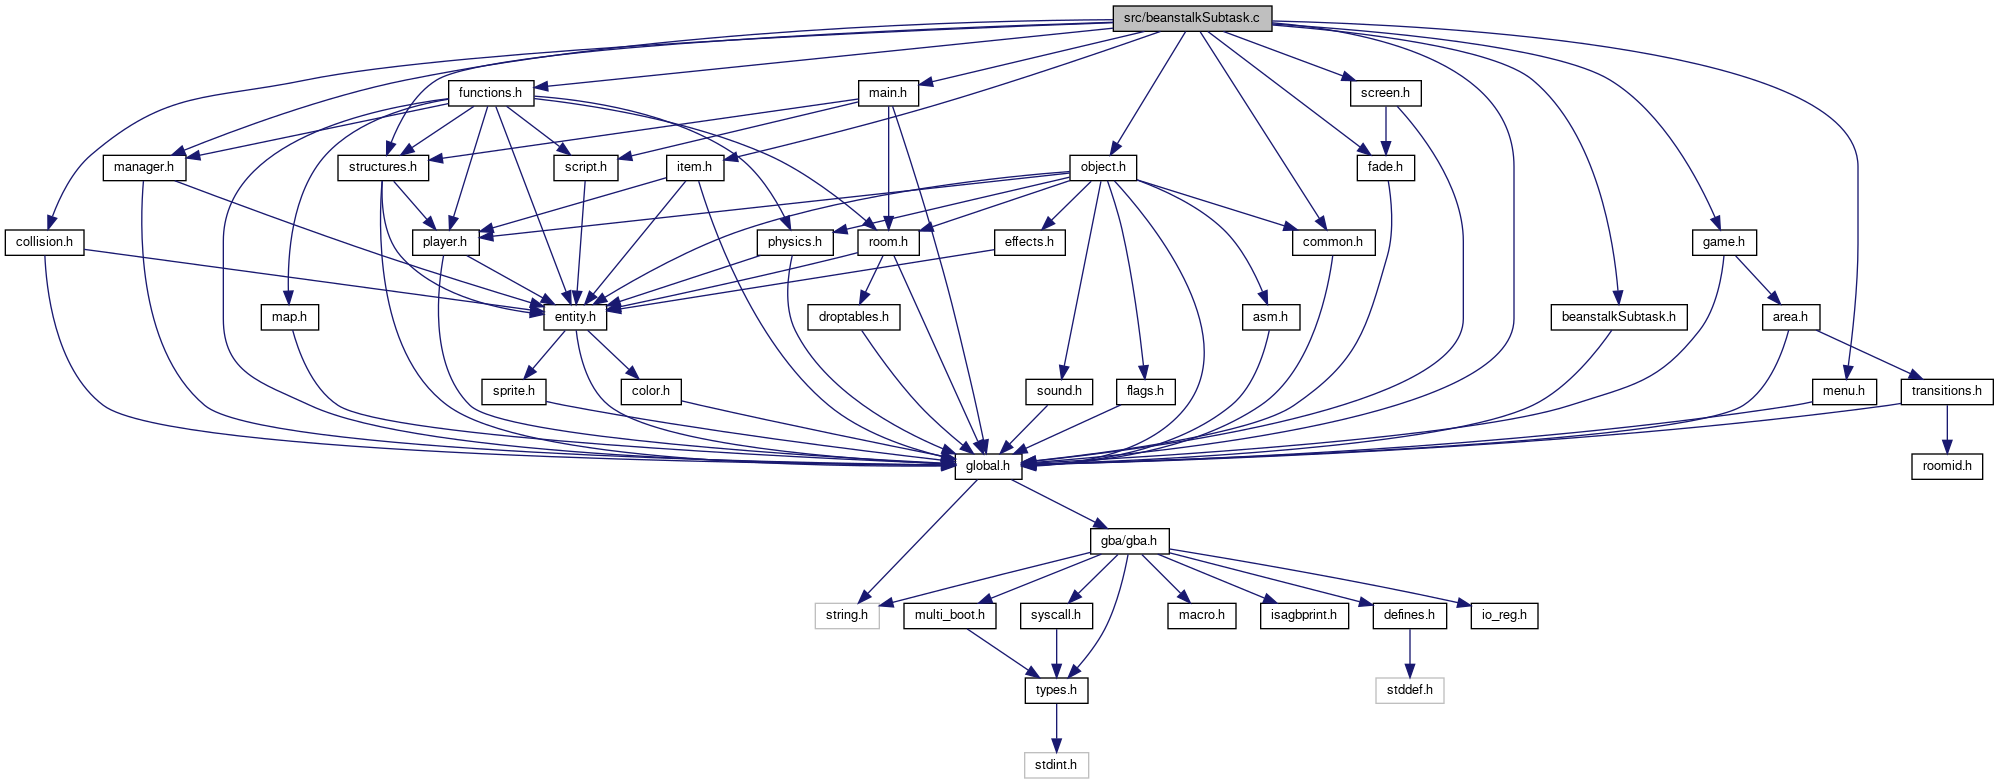 src/beanstalkSubtask.c
functions.h
main.h
screen.h
manager.h
structures.h
script.h
item.h
object.h
fade.h
collision.h
player.h
physics.h
room.h
effects.h
common.h
game.h
map.h
entity.h
droptables.h
asm.h
beanstalkSubtask.h
area.h
sprite.h
color.h
sound.h
flags.h
menu.h
transitions.h
global.h
roomid.h
gba/gba.h
string.h
multi_boot.h
syscall.h
macro.h
isagbprint.h
defines.h
io_reg.h
types.h
stddef.h
stdint.h